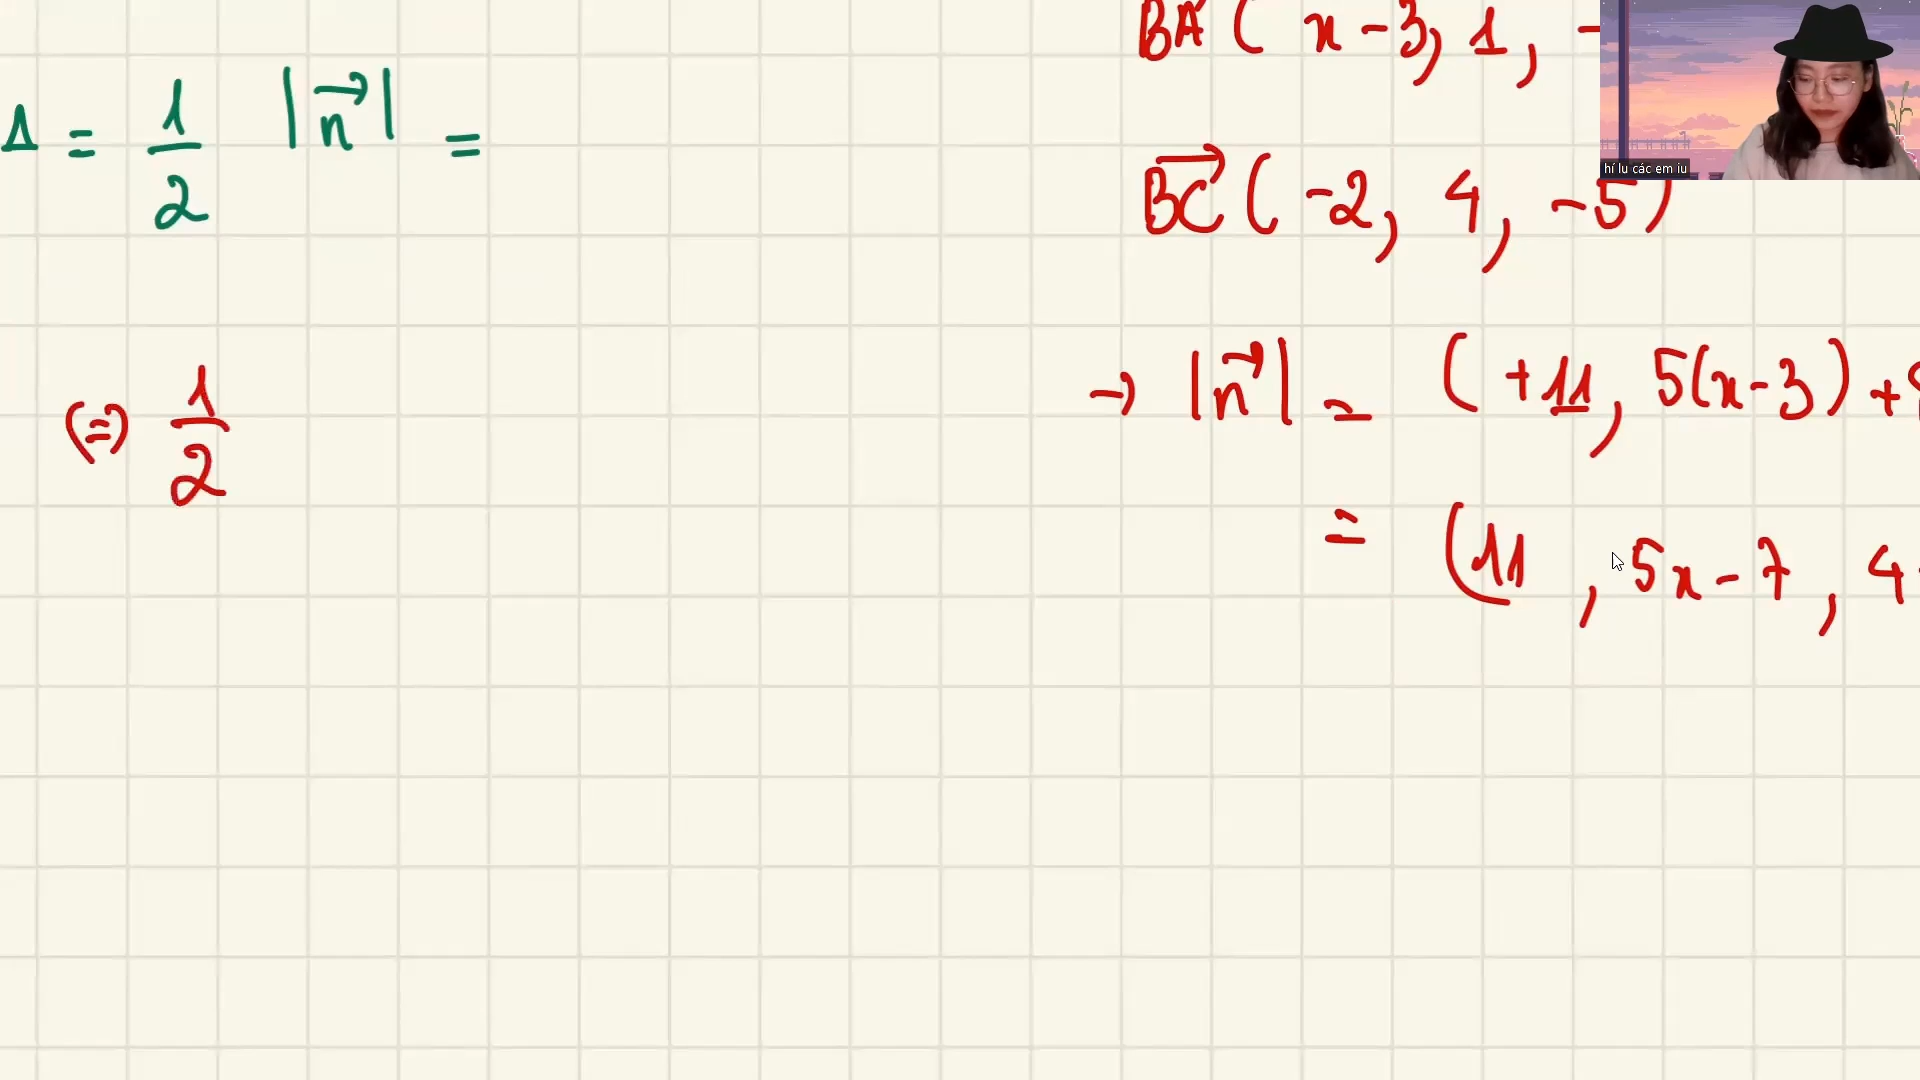 Δ = 1/2 |n⃗| =
(=) 1/2
BA⃗ ( x - 3, 1, -
hí lu các em iu
BC⃗ ( -2, 4, -5 )
→ |n⃗| = ( +11, 5(x-3) +
= (11 , 5x - 7 , 4